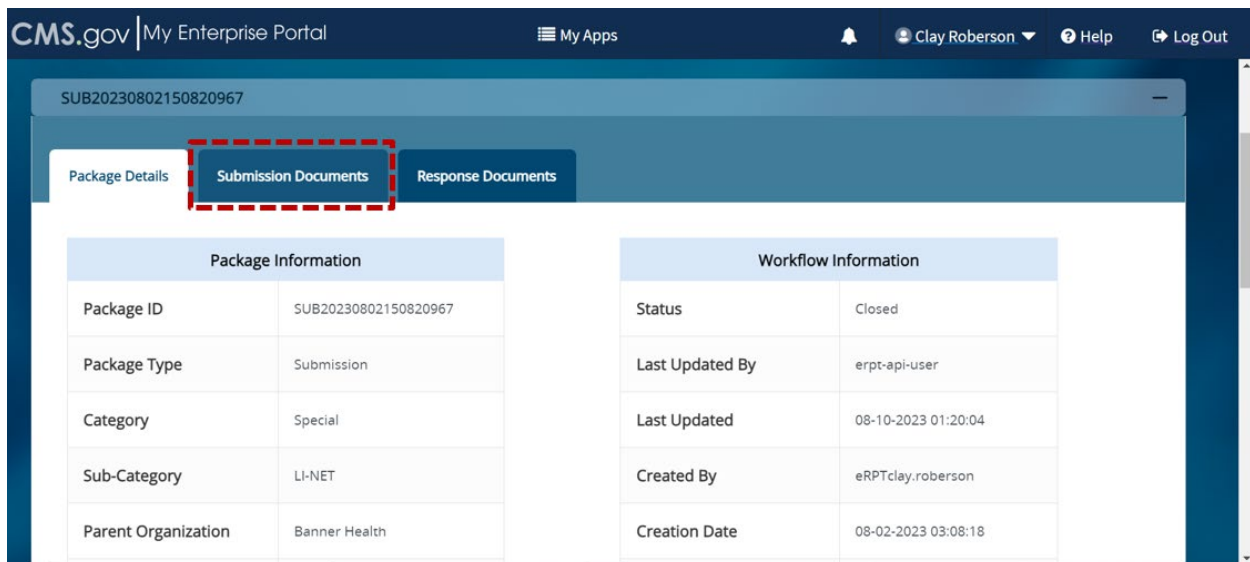 CMS.gov My Enterprise Portal My Apps Clay Roberson Help Log Out
SUB20230802150820967
Package Details Submission Documents Response Documents
Package Information Workflow Information
Package ID SUB20230802150820967 Status Closed
Package Type Submission Last Updated By erpt-api-user
Category Special Last Updated 08-10-2023 01:20:04
Sub-Category LI-NET Created By eRPTclay.roberson
Parent Organization Banner Health Creation Date 08-02-2023 03:08:18